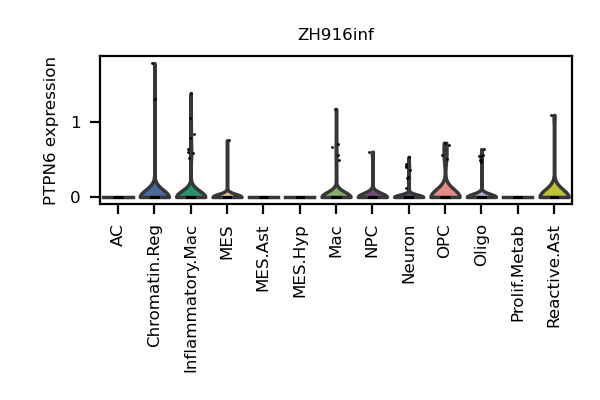 ZH916inf
PTPN6 expression
1
0
AC
Chromatin.Reg
Inflammatory.Mac
MES
MES.Ast
MES.Hyp
Mac
NPC
Neuron
OPC
Oligo
Prolif.Metab
Reactive.Ast